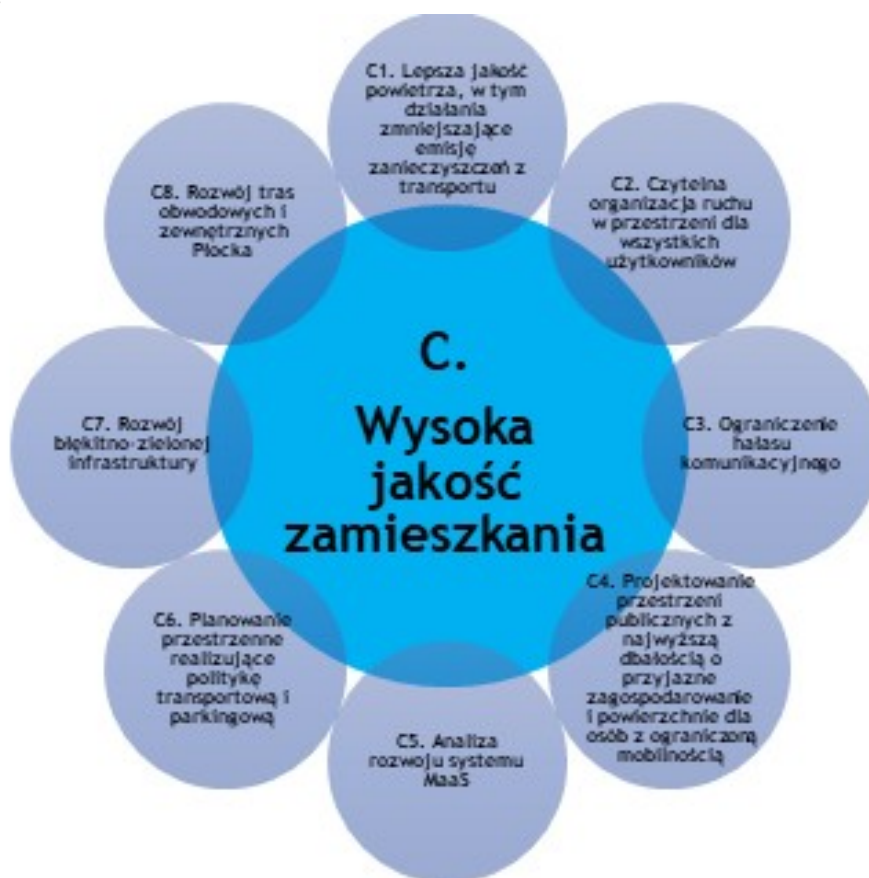 C1. Lepsza jakość
powietrza, w tym
działania
zmniejszające
emisję
zanieczyszczeń z
transportu
C2. Czytelna
organizacja ruchu
w przestrzeni dla
wszystkich
użytkowników
C3. Ograniczenie
hałasu
komunikacyjnego
C4. Projektowanie
przestrzeni
publicznych z
najwyższą
dbałością o
przyjazne
zagospodarowanie
i powierzchnie dla
osób z ograniczoną
mobilnością
C5. Analiza
rozwoju systemu
MaaS
C6. Planowanie
przestrzenne
realizujące
politykę
transportową i
parkingową
C7. Rozwój
błękitno-zielonej
infrastruktury
C8. Rozwój tras
obwodowych i
zewnętrznych
Płocka
C.
Wysoka
jakość
zamieszkania